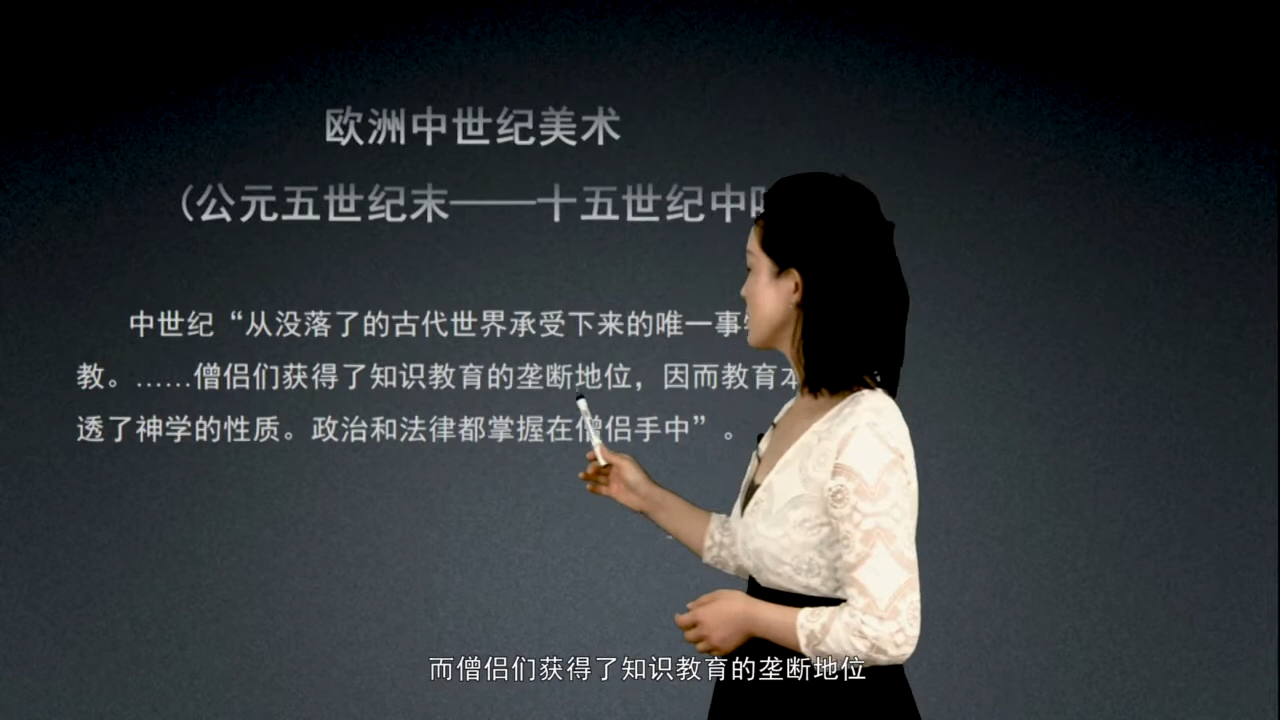 欧洲中世纪美术
（公元五世纪末——十五世纪中
中世纪“从没落了的古代世界承受下来的唯一事
教。……僧侣们获得了知识教育的垄断地位，因而教育
透了神学的性质。政治和法律都掌握在僧侣手中”。
而僧侣们获得了知识教育的垄断地位